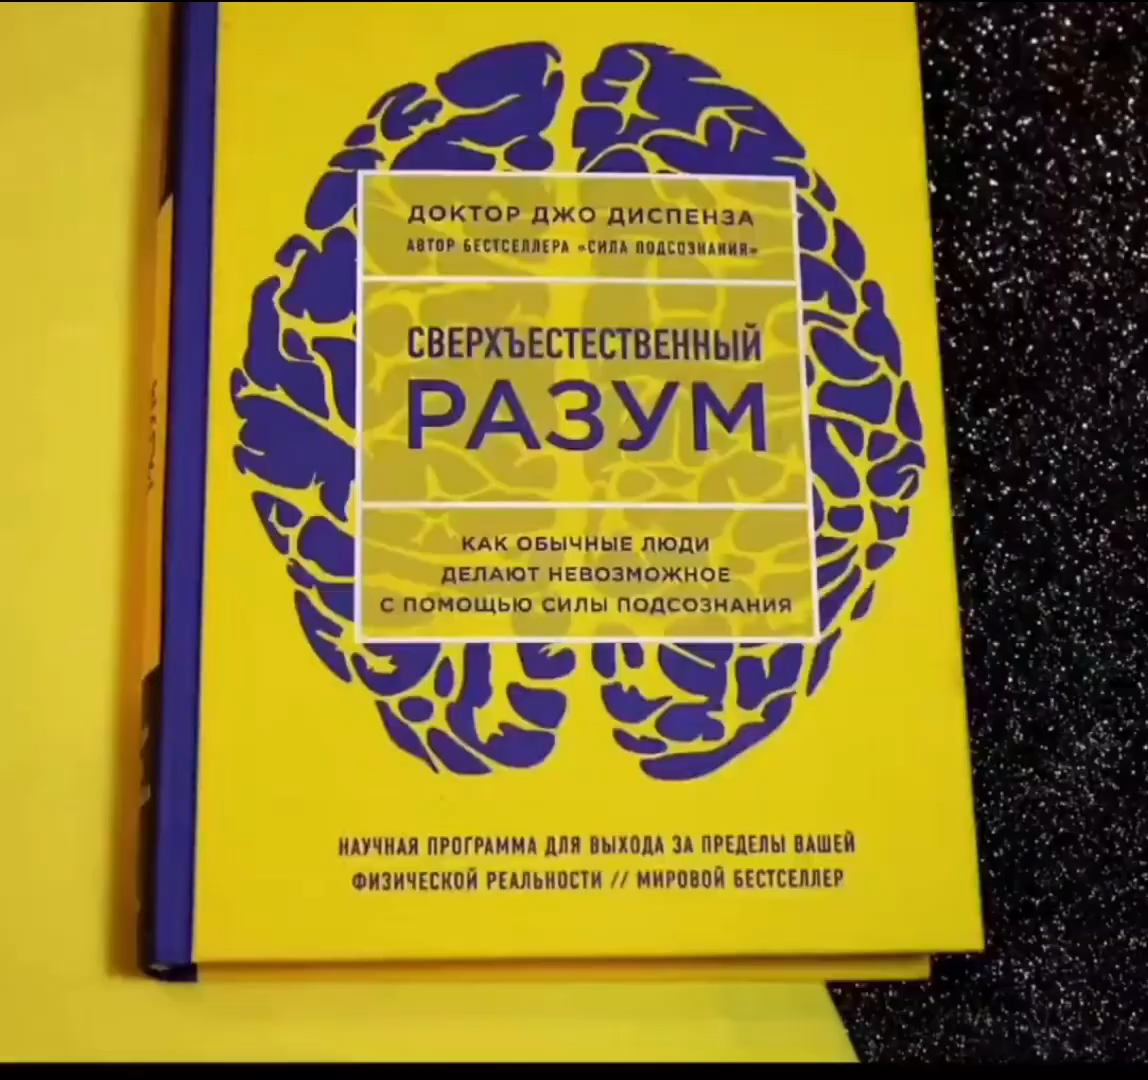 ДОКТОР ДЖО ДИСПЕНЗА
АВТОР БЕСТСЕЛЛЕРА «СИЛА ПОДСОЗНАНИЯ»
СВЕРХЪЕСТЕСТВЕННЫЙ
РАЗУМ
КАК ОБЫЧНЫЕ ЛЮДИ
ДЕЛАЮТ НЕВОЗМОЖНОЕ
С ПОМОЩЬЮ СИЛЫ ПОДСОЗНАНИЯ
НАУЧНАЯ ПРОГРАММА ДЛЯ ВЫХОДА ЗА ПРЕДЕЛЫ ВАШЕЙ
ФИЗИЧЕСКОЙ РЕАЛЬНОСТИ // МИРОВОЙ БЕСТСЕЛЛЕР